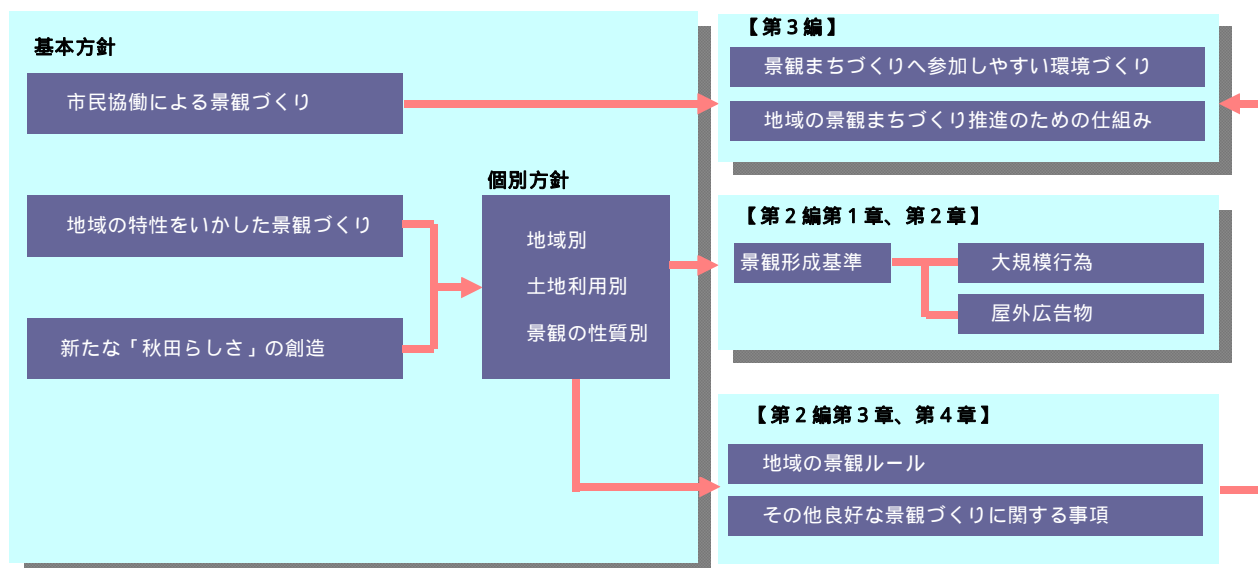 基本方針
市民協働による景観づくり
地域の特性をいかした景観づくり
新たな「秋田らしさ」の創造
個別方針
地域別
土地利用別
景観の性質別
【第3編】
景観まちづくりへ参加しやすい環境づくり
地域の景観まちづくり推進のための仕組み
【第2編第1章、第2章】
景観形成基準
大規模行為
屋外広告物
【第2編第3章、第4章】
地域の景観ルール
その他良好な景観づくりに関する事項